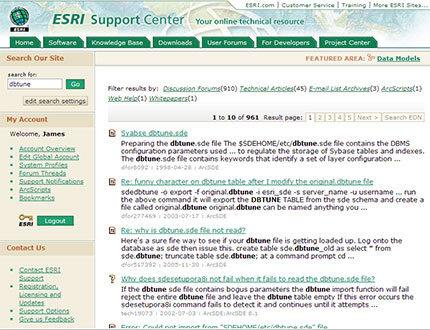 ESRI.com | Customer Service | Training | More ESRI Sites...
ESRI Support Center Your online technical resource
ESRI
Home Software Knowledge Base Downloads User Forums For Developers Project Center
Search Our Site
FEATURED AREA: Data Models
search for:
dbtune Go
edit search settings
Filter results by: Discussion Forums(910) Technical Articles(45) E-mail List Archives(3) ArcScripts(1)
Web Help(1) Whitepapers(1)
1 to 10 of 961 Result page: 1 2 3 4 5 Next > Search EDN
My Account
Welcome, James
Account Overview
Edit Global Account
System Profiles
Forum Threads
Support Notifications
ArcScripts
Bookmarks
ESRI Logout
Contact Us
Contact ESRI
Support
Registration,
Licensing and
Updates
Support Options
Give us Feedback
Sybase dbtune.sde
Preparing the dbtune.sde file The $SDEHOME/etc/dbtune.sde file contains the DBMS
configuration parameters used ... to regulate the storage of Sybase tables and indexes.
The dbtune.sde file contains keywords that identify a set of layer configuration ...
dfor8092 - 1998-04-28 - ArcSDE
Re: funny character on dbtune table after I modify the original.dbtune file
sdedbtune -o export -f original.dbtune -i esri_sde -s server_name -u username ... run
the above command it will export the DBTUNE TABLE from the sde schema and create a
file called original.dbtune original.dbtune can be named anything you ...
dfor277469 - 2003-07-17 - ArcSDE
Re: why is dbtune.sde file not read?
Here's a sure fire way to see if your dbtune file is getting loaded up. Log onto the
database as sde then issue this. create table sde.dbtune_old as select * from
sde.dbtune; truncate table sde.dbtune; at a command prompt cd ...
dfor517392 - 2005-11-30 - ArcSDE
Why does sdesetupora8i not fail when it fails to read the dbtune.sde file?
If the sde file contains bogus parameters the dbtune import function will fail
reject the entire dbtune file and leave the dbtune table empty If this error occurs the
sdesetupora8i command fails to detect it and continues until it attempts ...
tech19073 - 2002-07-03 - ArcSDE:ArcSDE 8.1
Error: Could not import from "SDEHOME/etc/dbtune.sde" file